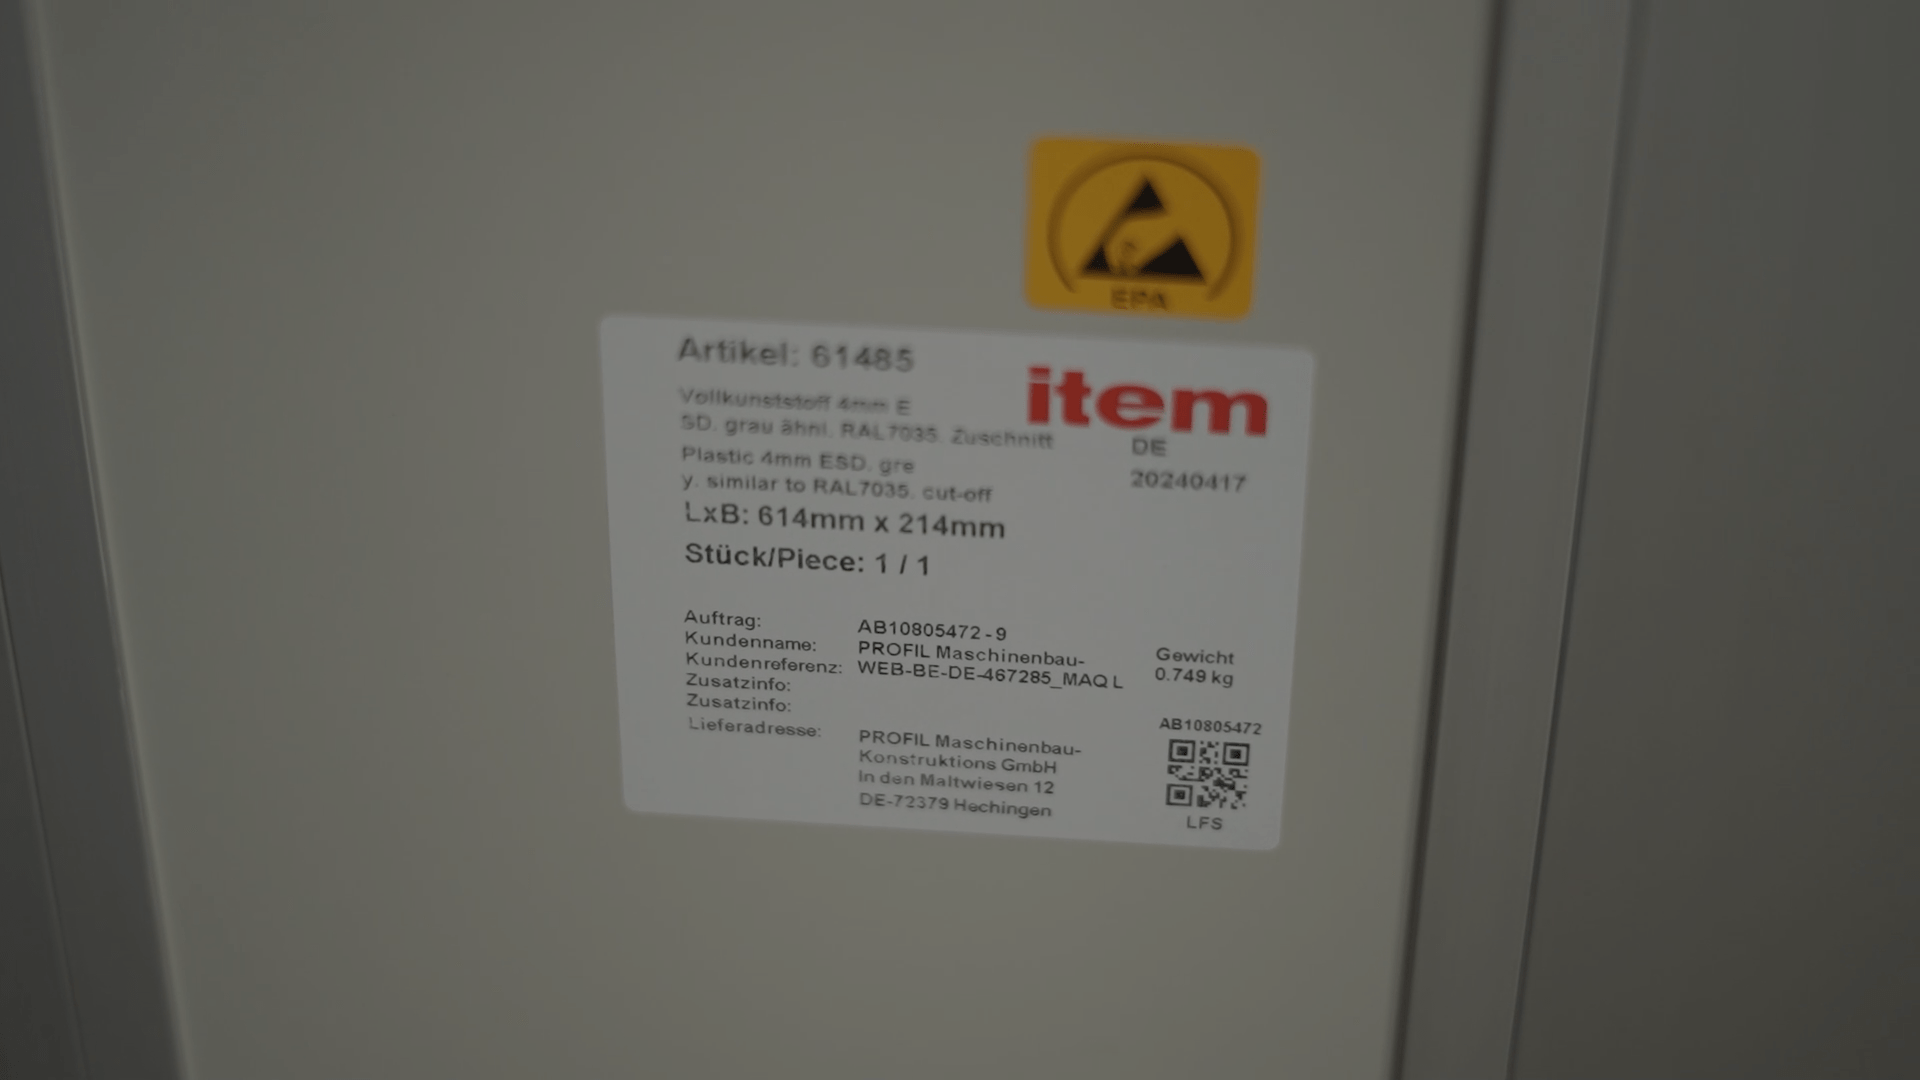 EPA
Artikel: 61485
item
Vollkunststoff 4mm E
SD, grau ähnl. RAL7035, Zuschnitt
DE
Plastic 4mm ESD, gre
y, similar to RAL7035, cut-off
20240417
LxB: 614mm x 214mm
Stück/Piece: 1 / 1
Auftrag: AB10805472-9
Kundenname: PROFIL Maschinenbau-
Kundenreferenz: WEB-BE-DE-467285_MAQ L
Gewicht
0.749 kg
Zusatzinfo:
Zusatzinfo:
Lieferadresse: PROFIL Maschinenbau-
Konstruktions GmbH
In den Maltwiesen 12
DE-72379 Hechingen
AB10805472
LFS